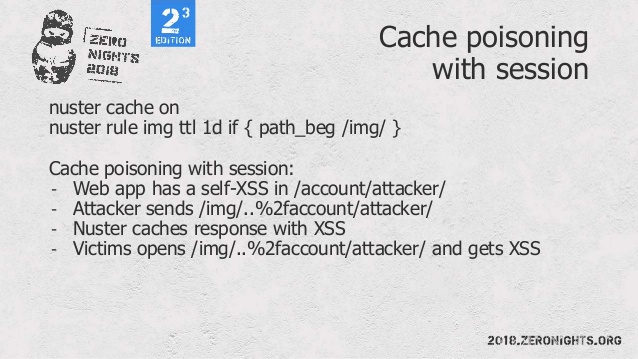 ZERO
NIGHTS
2018
2³
EDITION
Cache poisoning
with session
nuster cache on
nuster rule img ttl 1d if { path_beg /img/ }
Cache poisoning with session:
- Web app has a self-XSS in /account/attacker/
- Attacker sends /img/..%2faccount/attacker/
- Nuster caches response with XSS
- Victims opens /img/..%2faccount/attacker/ and gets XSS
2018.ZERONIGHTS.ORG